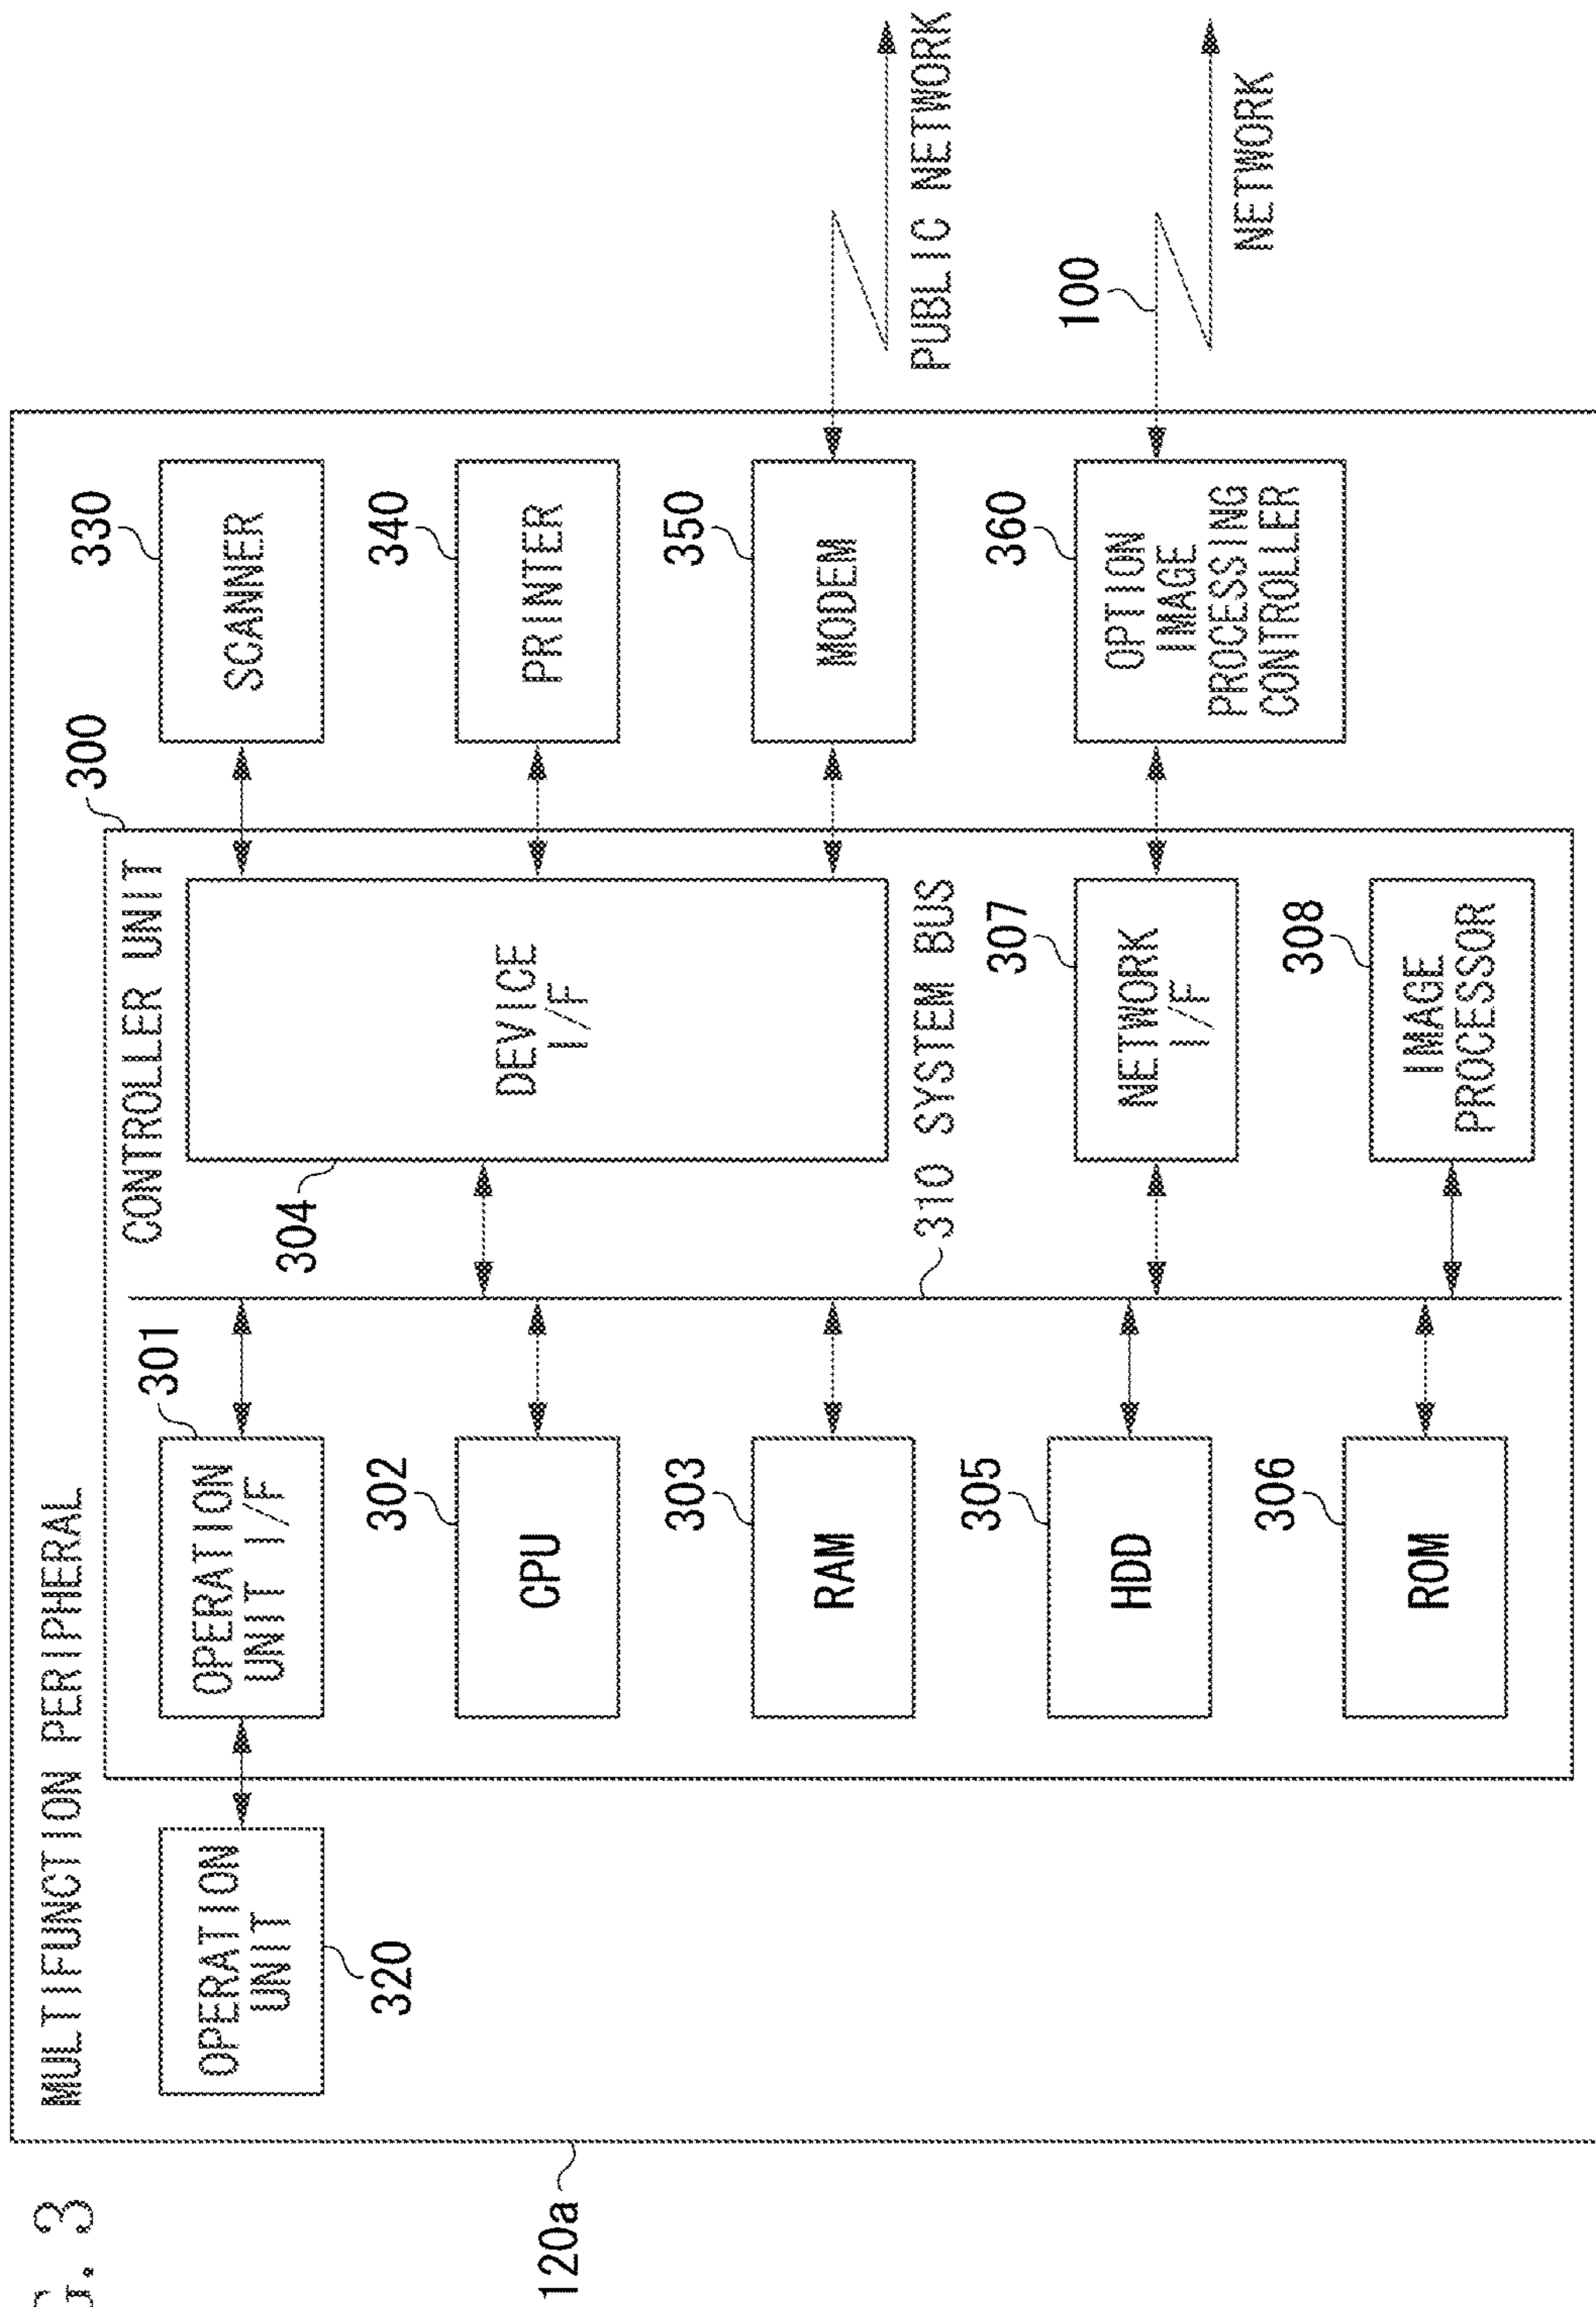 G. 3
MULTIFUNCTION PERIPHERAL
120a
300
CONTROLLER UNIT
OPERATION
UNIT
320
301
OPERATION
UNIT I/F
304
DEVICE
I/F
330
SCANNER
302
CPU
340
PRINTER
303
RAM
350
MODEM
PUBLIC NETWORK
310 SYSTEM BUS
305
HDD
307
NETWORK
I/F
360
OPTION
IMAGE
PROCESSING
CONTROLLER
100
NETWORK
306
ROM
308
IMAGE
PROCESSOR